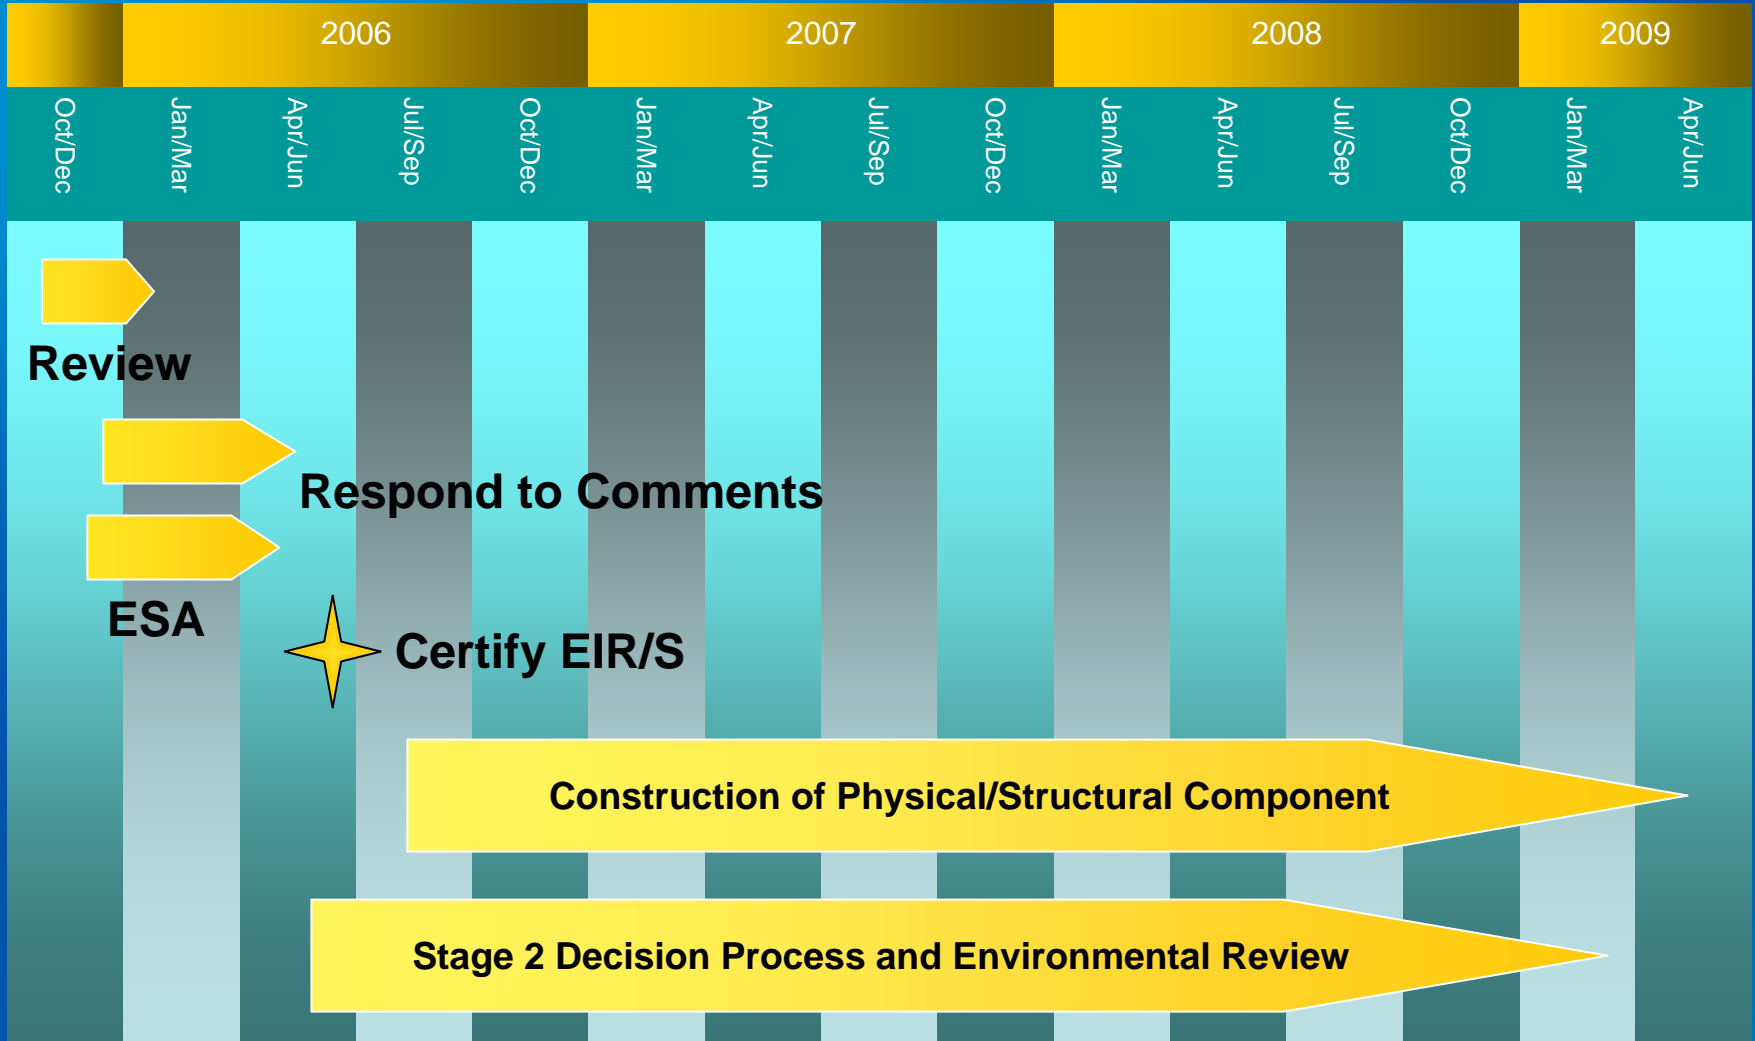 2006 2007 2008 2009
Oct/Dec Jan/Mar Apr/Jun Jul/Sep Oct/Dec Jan/Mar Apr/Jun Jul/Sep Oct/Dec Jan/Mar Apr/Jun Jul/Sep Oct/Dec Jan/Mar Apr/Jun
Review
Respond to Comments
ESA
Certify EIR/S
Construction of Physical/Structural Component
Stage 2 Decision Process and Environmental Review